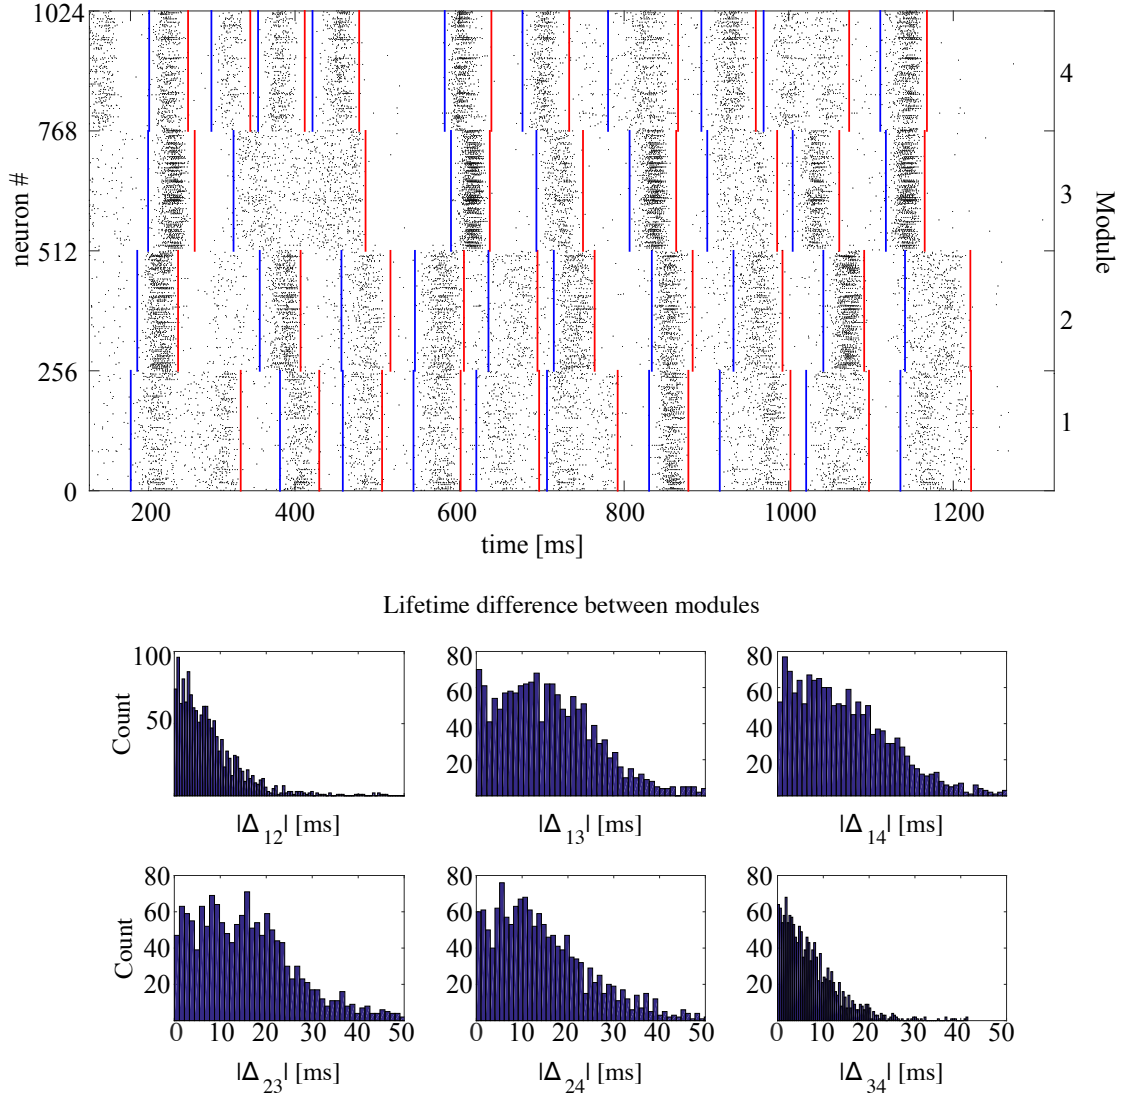 1024
768
512
256
0
neuron #
4
3
2
1
Module
200 400 600 800 1000 1200
time [ms]
Lifetime difference between modules
100
50
Count
|Δ12| [ms]
80
60
40
20
|Δ13| [ms]
80
60
40
20
|Δ14| [ms]
80
60
40
20
Count
0 10 20 30 40 50
|Δ23| [ms]
80
60
40
20
0 10 20 30 40 50
|Δ24| [ms]
80
60
40
20
0 10 20 30 40 50
|Δ34| [ms]